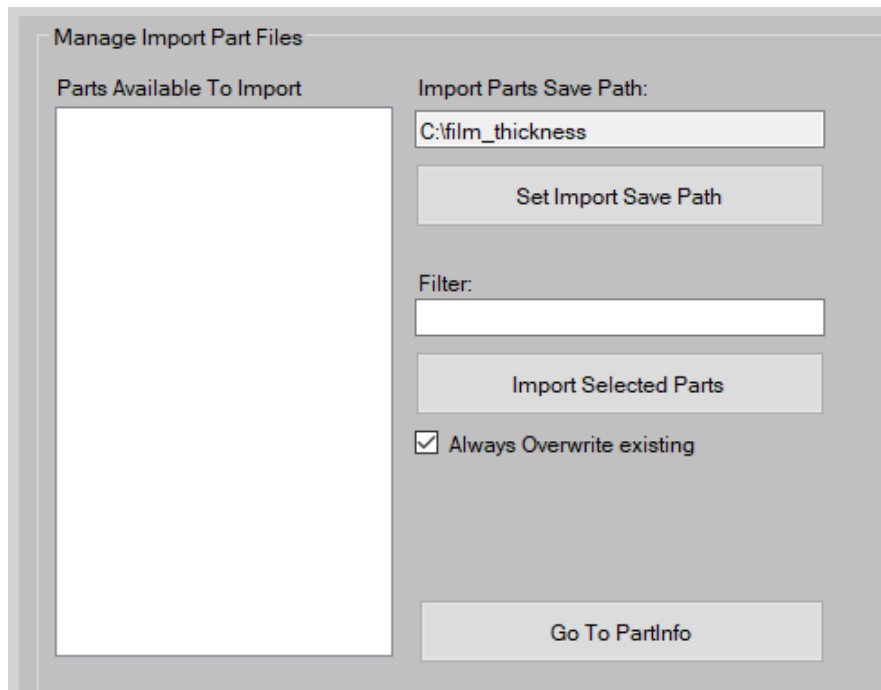 Manage Import Part Files
Parts Available To Import
Import Parts Save Path:
C:\film_thickness
Set Import Save Path
Filter:
Import Selected Parts
Always Overwrite existing
Go To PartInfo